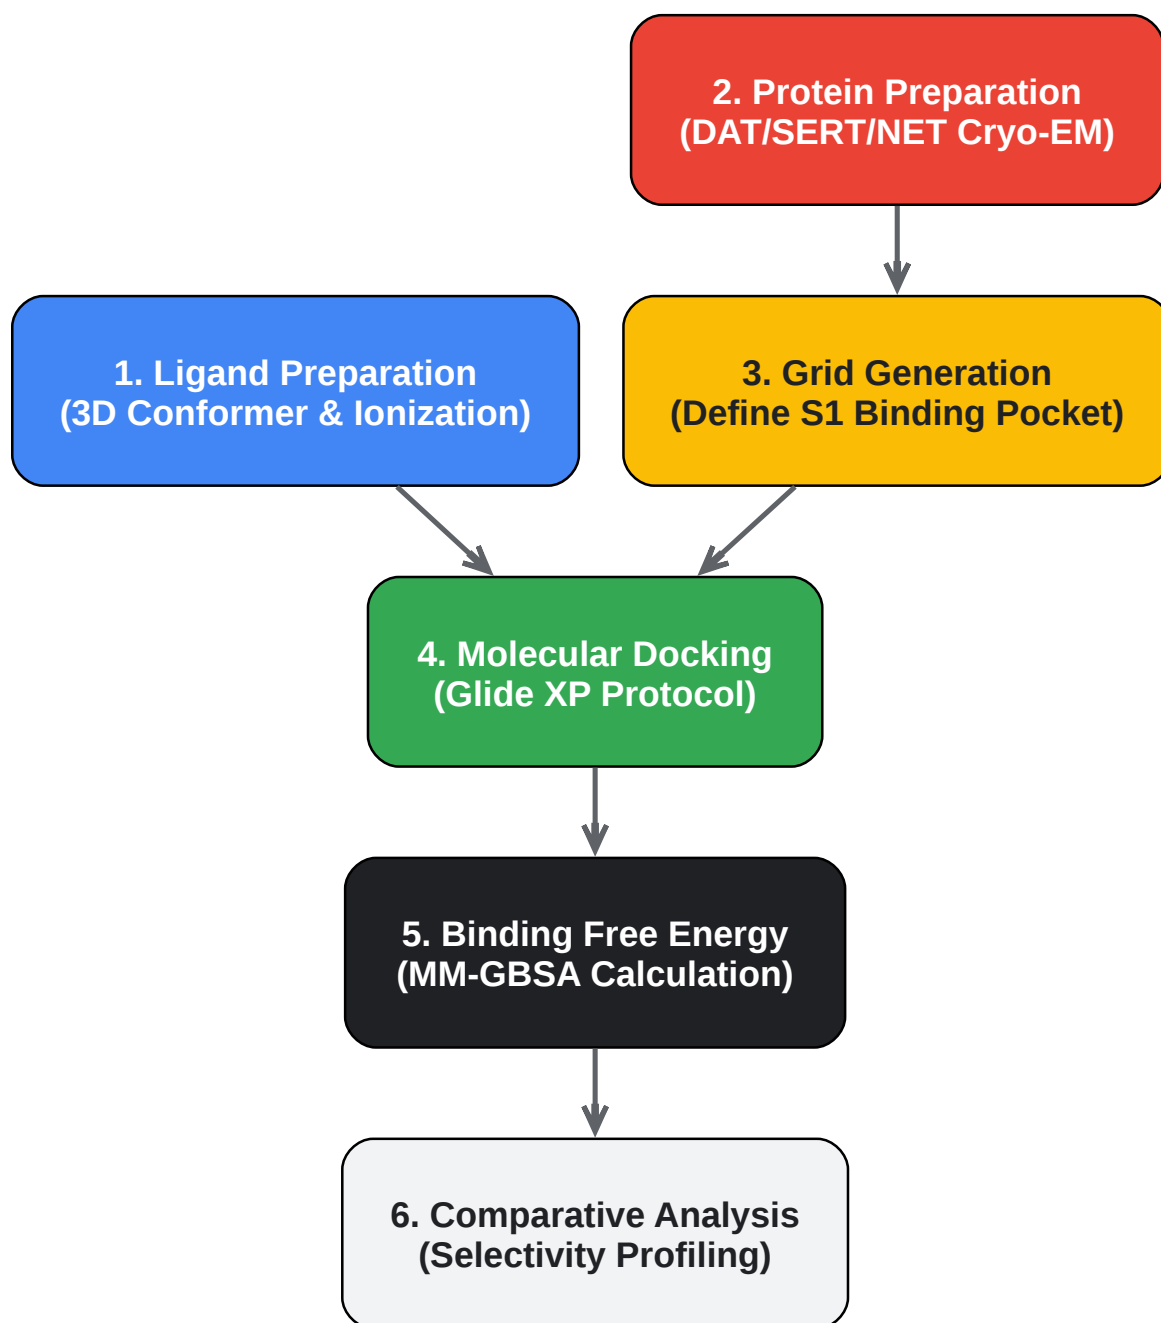 2. Protein Preparation
(DAT/SERT/NET Cryo-EM)
1. Ligand Preparation
(3D Conformer & Ionization)
3. Grid Generation
(Define S1 Binding Pocket)
4. Molecular Docking
(Glide XP Protocol)
5. Binding Free Energy
(MM-GBSA Calculation)
6. Comparative Analysis
(Selectivity Profiling)